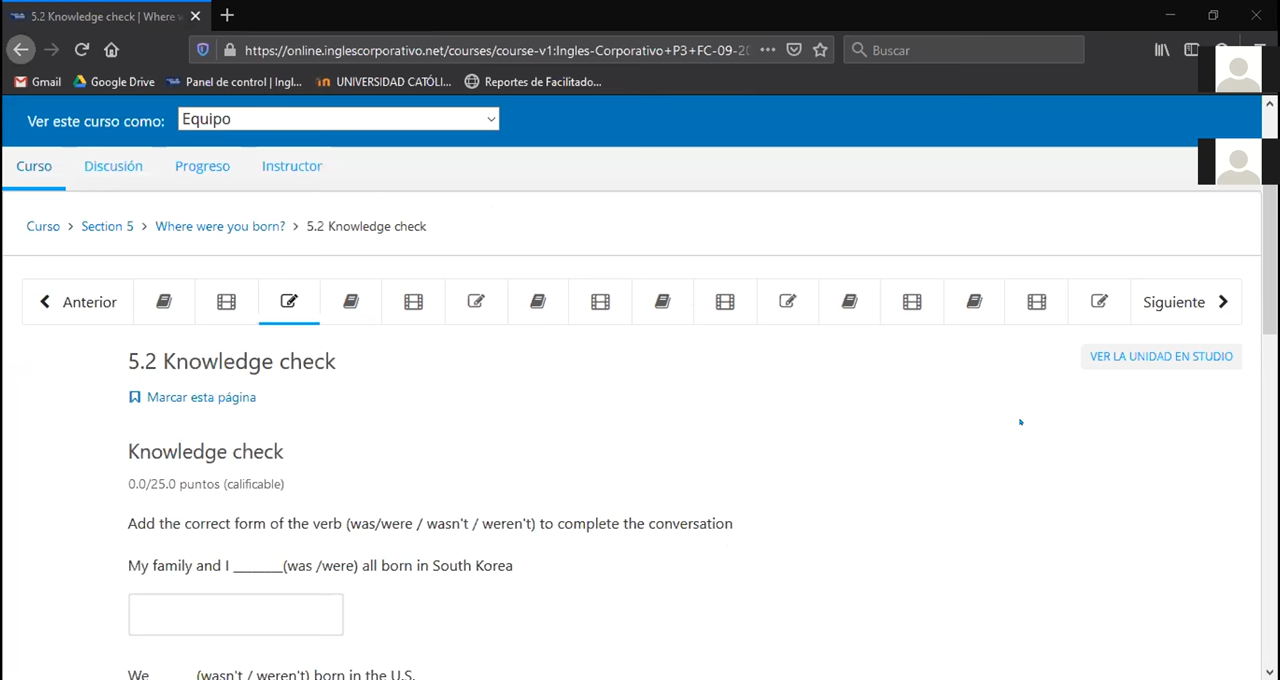 5.2 Knowledge check | Where w
https://online.inglescorporativo.net/courses/course-v1:Ingles-Corporativo+P3+FC-09-20
Buscar
Gmail
Google Drive
Panel de control | Ingl...
UNIVERSIDAD CATÓLI...
Reportes de Facilitado...
Ver este curso como:
Equipo
Curso
Discusión
Progreso
Instructor
Curso > Section 5 > Where were you born? > 5.2 Knowledge check
Anterior
Siguiente
5.2 Knowledge check
VER LA UNIDAD EN STUDIO
Marcar esta página
Knowledge check
0.0/25.0 puntos (calificable)
Add the correct form of the verb (was/were / wasn't / weren't) to complete the conversation
My family and I _______(was /were) all born in South Korea
We (wasn't / weren't) born in the U.S.